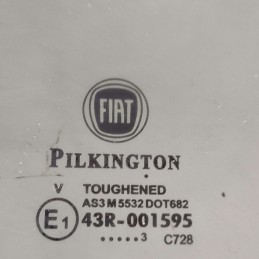 FIAT
PILKINGTON
V TOUGHENED
AS3 M5532 DOT682
E1 43R-001595
.....3 C728